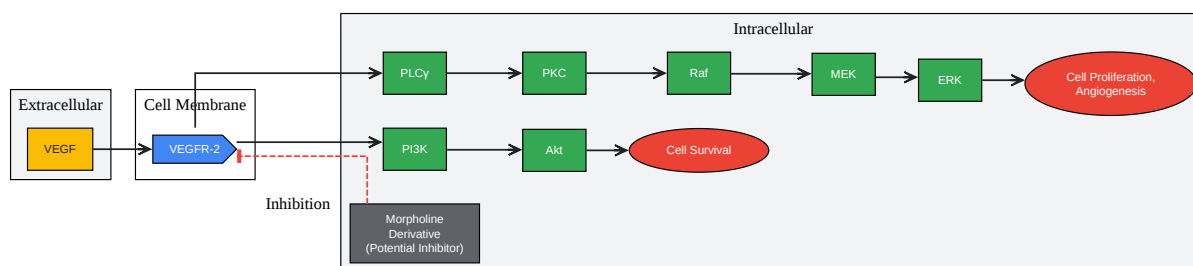 Intracellular
PLCγ
PKC
Raf
MEK
ERK
Cell Proliferation,
Angiogenesis
Extracellular
Cell Membrane
VEGF
VEGFR-2
PI3K
Akt
Cell Survival
Inhibition
Morpholine
Derivative
(Potential Inhibitor)